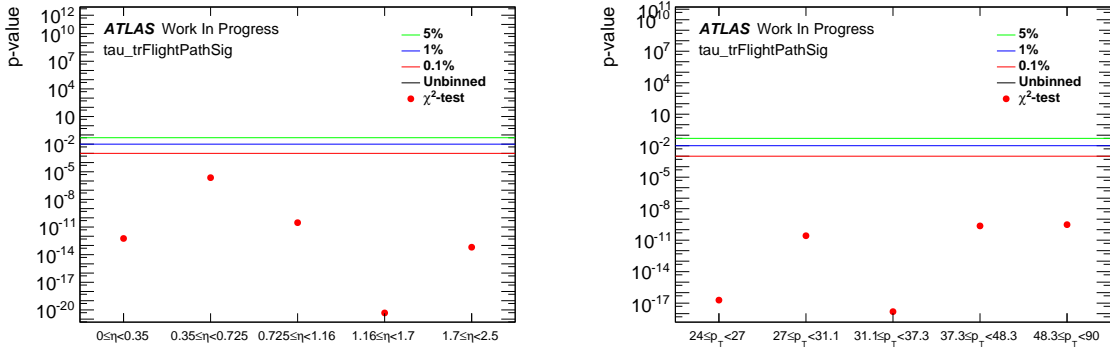 p-value
ATLAS Work In Progress
tau_trFlightPathSig
5%
1%
0.1%
Unbinned
χ²-test
10¹²
10⁹
10⁷
10⁴
10
10⁻²
10⁻⁵
10⁻⁸
10⁻¹¹
10⁻¹⁴
10⁻¹⁷
10⁻²⁰
0≤η<0.35
0.35≤η<0.725
0.725≤η<1.16
1.16≤η<1.7
1.7≤η<2.5
p-value
ATLAS Work In Progress
tau_trFlightPathSig
5%
1%
0.1%
Unbinned
χ²-test
10¹¹
10⁹
10⁷
10⁴
10
10⁻²
10⁻⁵
10⁻⁸
10⁻¹¹
10⁻¹⁴
10⁻¹⁷
24≤p_T<27
27≤p_T<31.1
31.1≤p_T<37.3
37.3≤p_T<48.3
48.3≤p_T<90